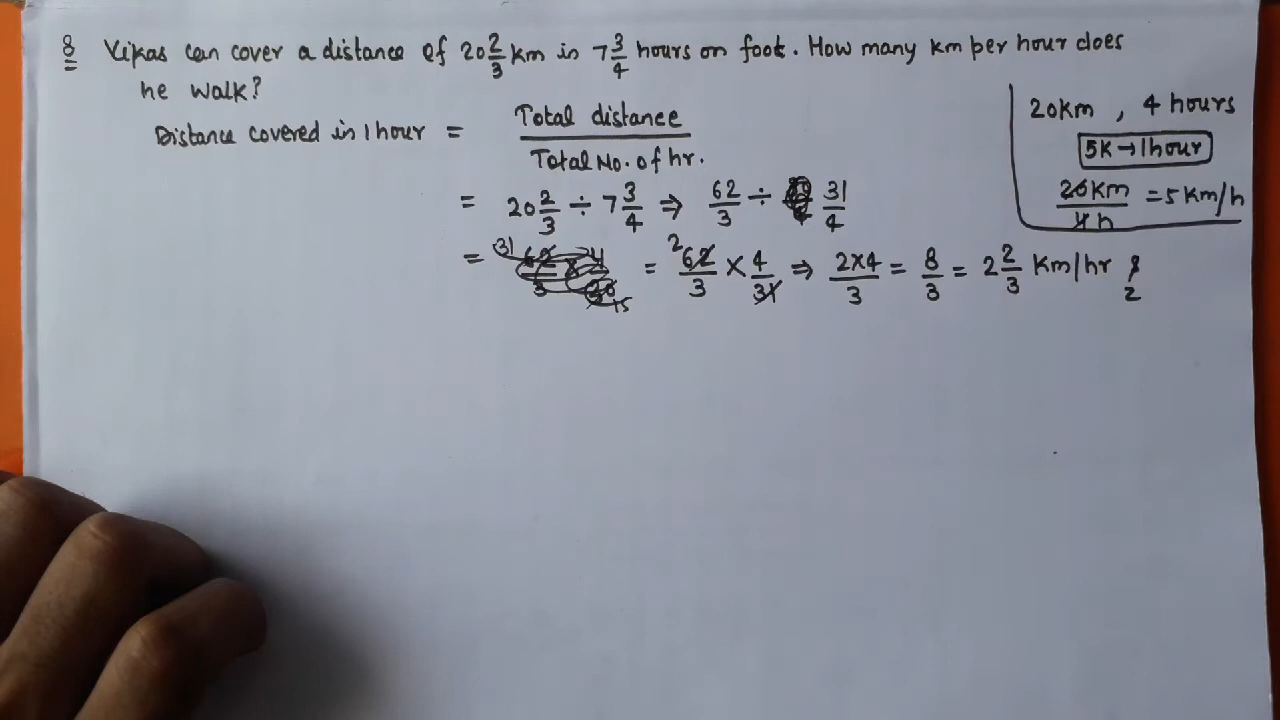 8 Vikas can cover a distance of 20 2/3 km in 7 3/4 hours on foot. How many km per hour does
he walk?
Distance covered in 1 hour = Total distance / Total No. of hr.
= 20 2/3 ÷ 7 3/4 ⇒ 62/3 ÷ 31/4
= = 62/3 × 4/31 ⇒ 2×4/3 = 8/3 = 2 2/3 km/hr
2
20km , 4 hours
5K→1hour
20km/4h = 5km/h